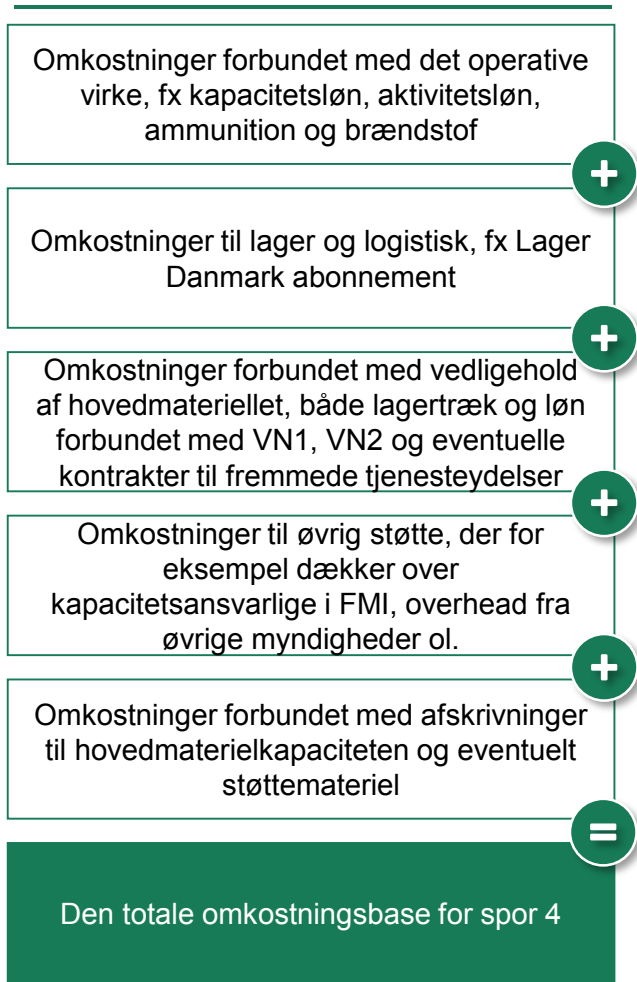 Omkostninger forbundet med det operative
virke, fx kapacitetsløn, aktivitetsløn,
ammunition og brændstof
+
Omkostninger til lager og logistisk, fx Lager
Danmark abonnement
+
Omkostninger forbundet med vedligehold
af hovedmateriellet, både lagertræk og løn
forbundet med VN1, VN2 og eventuelle
kontrakter til fremmede tjenesteydelser
+
Omkostninger til øvrig støtte, der for
eksempel dækker over
kapacitetsansvarlige i FMI, overhead fra
øvrige myndigheder ol.
+
Omkostninger forbundet med afskrivninger
til hovedmaterielkapaciteten og eventuelt
støttemateriel
=
Den totale omkostningsbase for spor 4